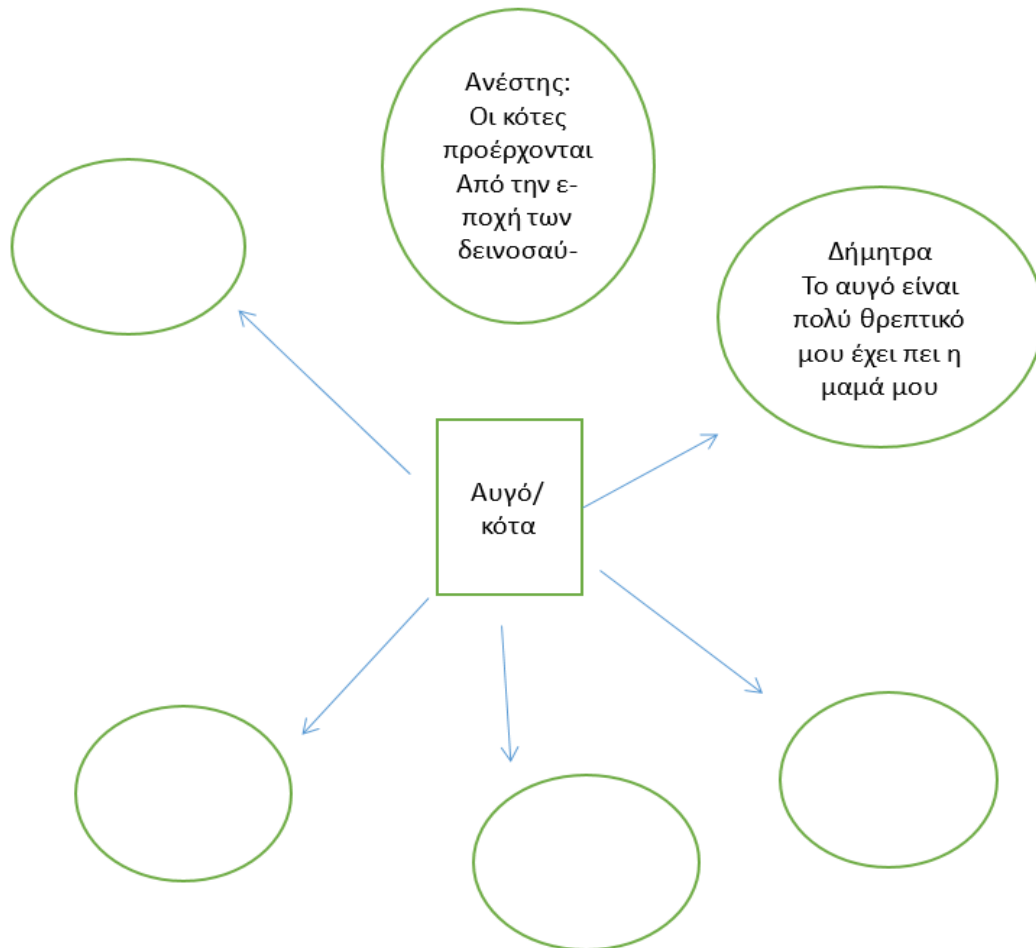 Ανέστης:
Οι κότες
προέρχονται
Από την ε-
ποχή των
δεινοσαύ-
Δήμητρα
Το αυγό είναι
πολύ θρεπτικό
μου έχει πει η
μαμά μου
Αυγό/
κότα